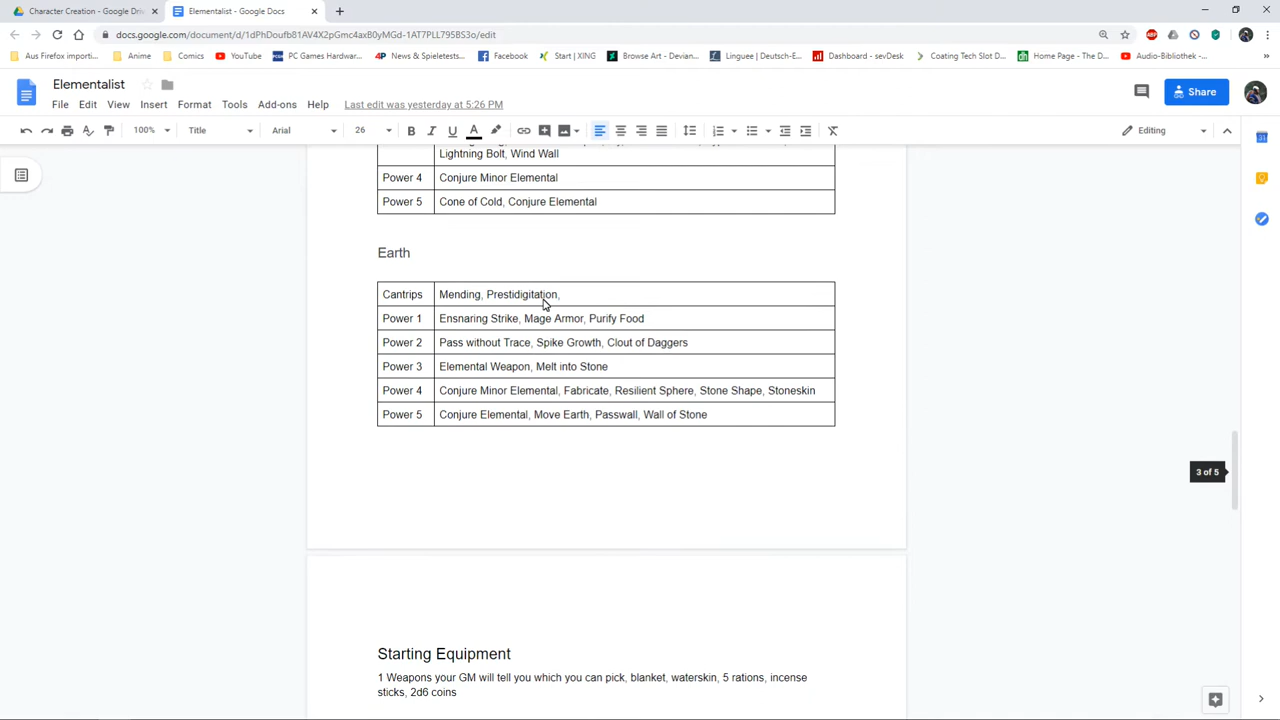 Character Creation - Google Driv
Elementalist - Google Docs
docs.google.com/document/d/1dPhDoufb81AV4X2pGmc4axB0yMGd-1AT7PLL795BS3o/edit
Aus Firefox importi...
Anime
Comics
YouTube
PC Games Hardwar...
News & Spieletests...
Facebook
Start | XING
Browse Art - Devian...
Linguee | Deutsch-E...
Dashboard - sevDesk
Coating Tech Slot D...
Home Page - The D...
Audio-Bibliothek -...
Elementalist
File Edit View Insert Format Tools Add-ons Help Last edit was yesterday at 5:26 PM
Share
100% Title Arial 26 Editing
Lightning Bolt, Wind Wall
Power 4 Conjure Minor Elemental
Power 5 Cone of Cold, Conjure Elemental
Earth
Cantrips Mending, Prestidigitation,
Power 1 Ensnaring Strike, Mage Armor, Purify Food
Power 2 Pass without Trace, Spike Growth, Clout of Daggers
Power 3 Elemental Weapon, Melt into Stone
Power 4 Conjure Minor Elemental, Fabricate, Resilient Sphere, Stone Shape, Stoneskin
Power 5 Conjure Elemental, Move Earth, Passwall, Wall of Stone
3 of 5
Starting Equipment
1 Weapons your GM will tell you which you can pick, blanket, waterskin, 5 rations, incense
sticks, 2d6 coins